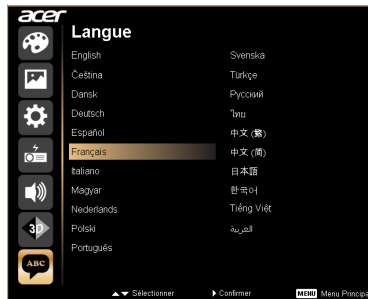 acer
Langue
English
Čeština
Dansk
Deutsch
Español
Français
Italiano
Magyar
Nederlands
Polski
Português
Svenska
Türkçe
Русский
ไทย
中文 (繁)
中文 (简)
日本語
한국어
Tiếng Việt
العربية
3D
ABC
Sélectionner
Confirmer
MENU Menu Principa